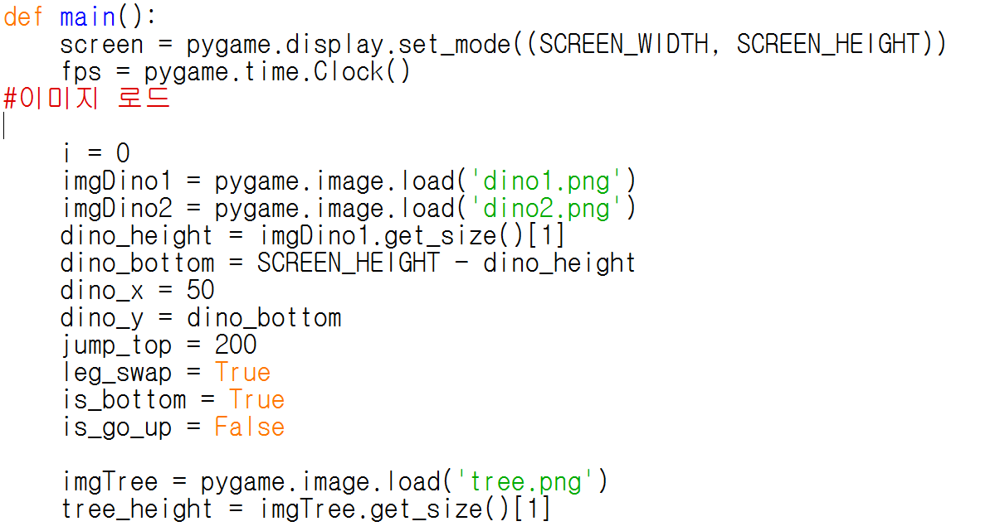 def main():
    screen = pygame.display.set_mode((SCREEN_WIDTH, SCREEN_HEIGHT))
    fps = pygame.time.Clock()
#이미지 로드
    i = 0
    imgDino1 = pygame.image.load('dino1.png')
    imgDino2 = pygame.image.load('dino2.png')
    dino_height = imgDino1.get_size()[1]
    dino_bottom = SCREEN_HEIGHT - dino_height
    dino_x = 50
    dino_y = dino_bottom
    jump_top = 200
    leg_swap = True
    is_bottom = True
    is_go_up = False
    imgTree = pygame.image.load('tree.png')
    tree_height = imgTree.get_size()[1]